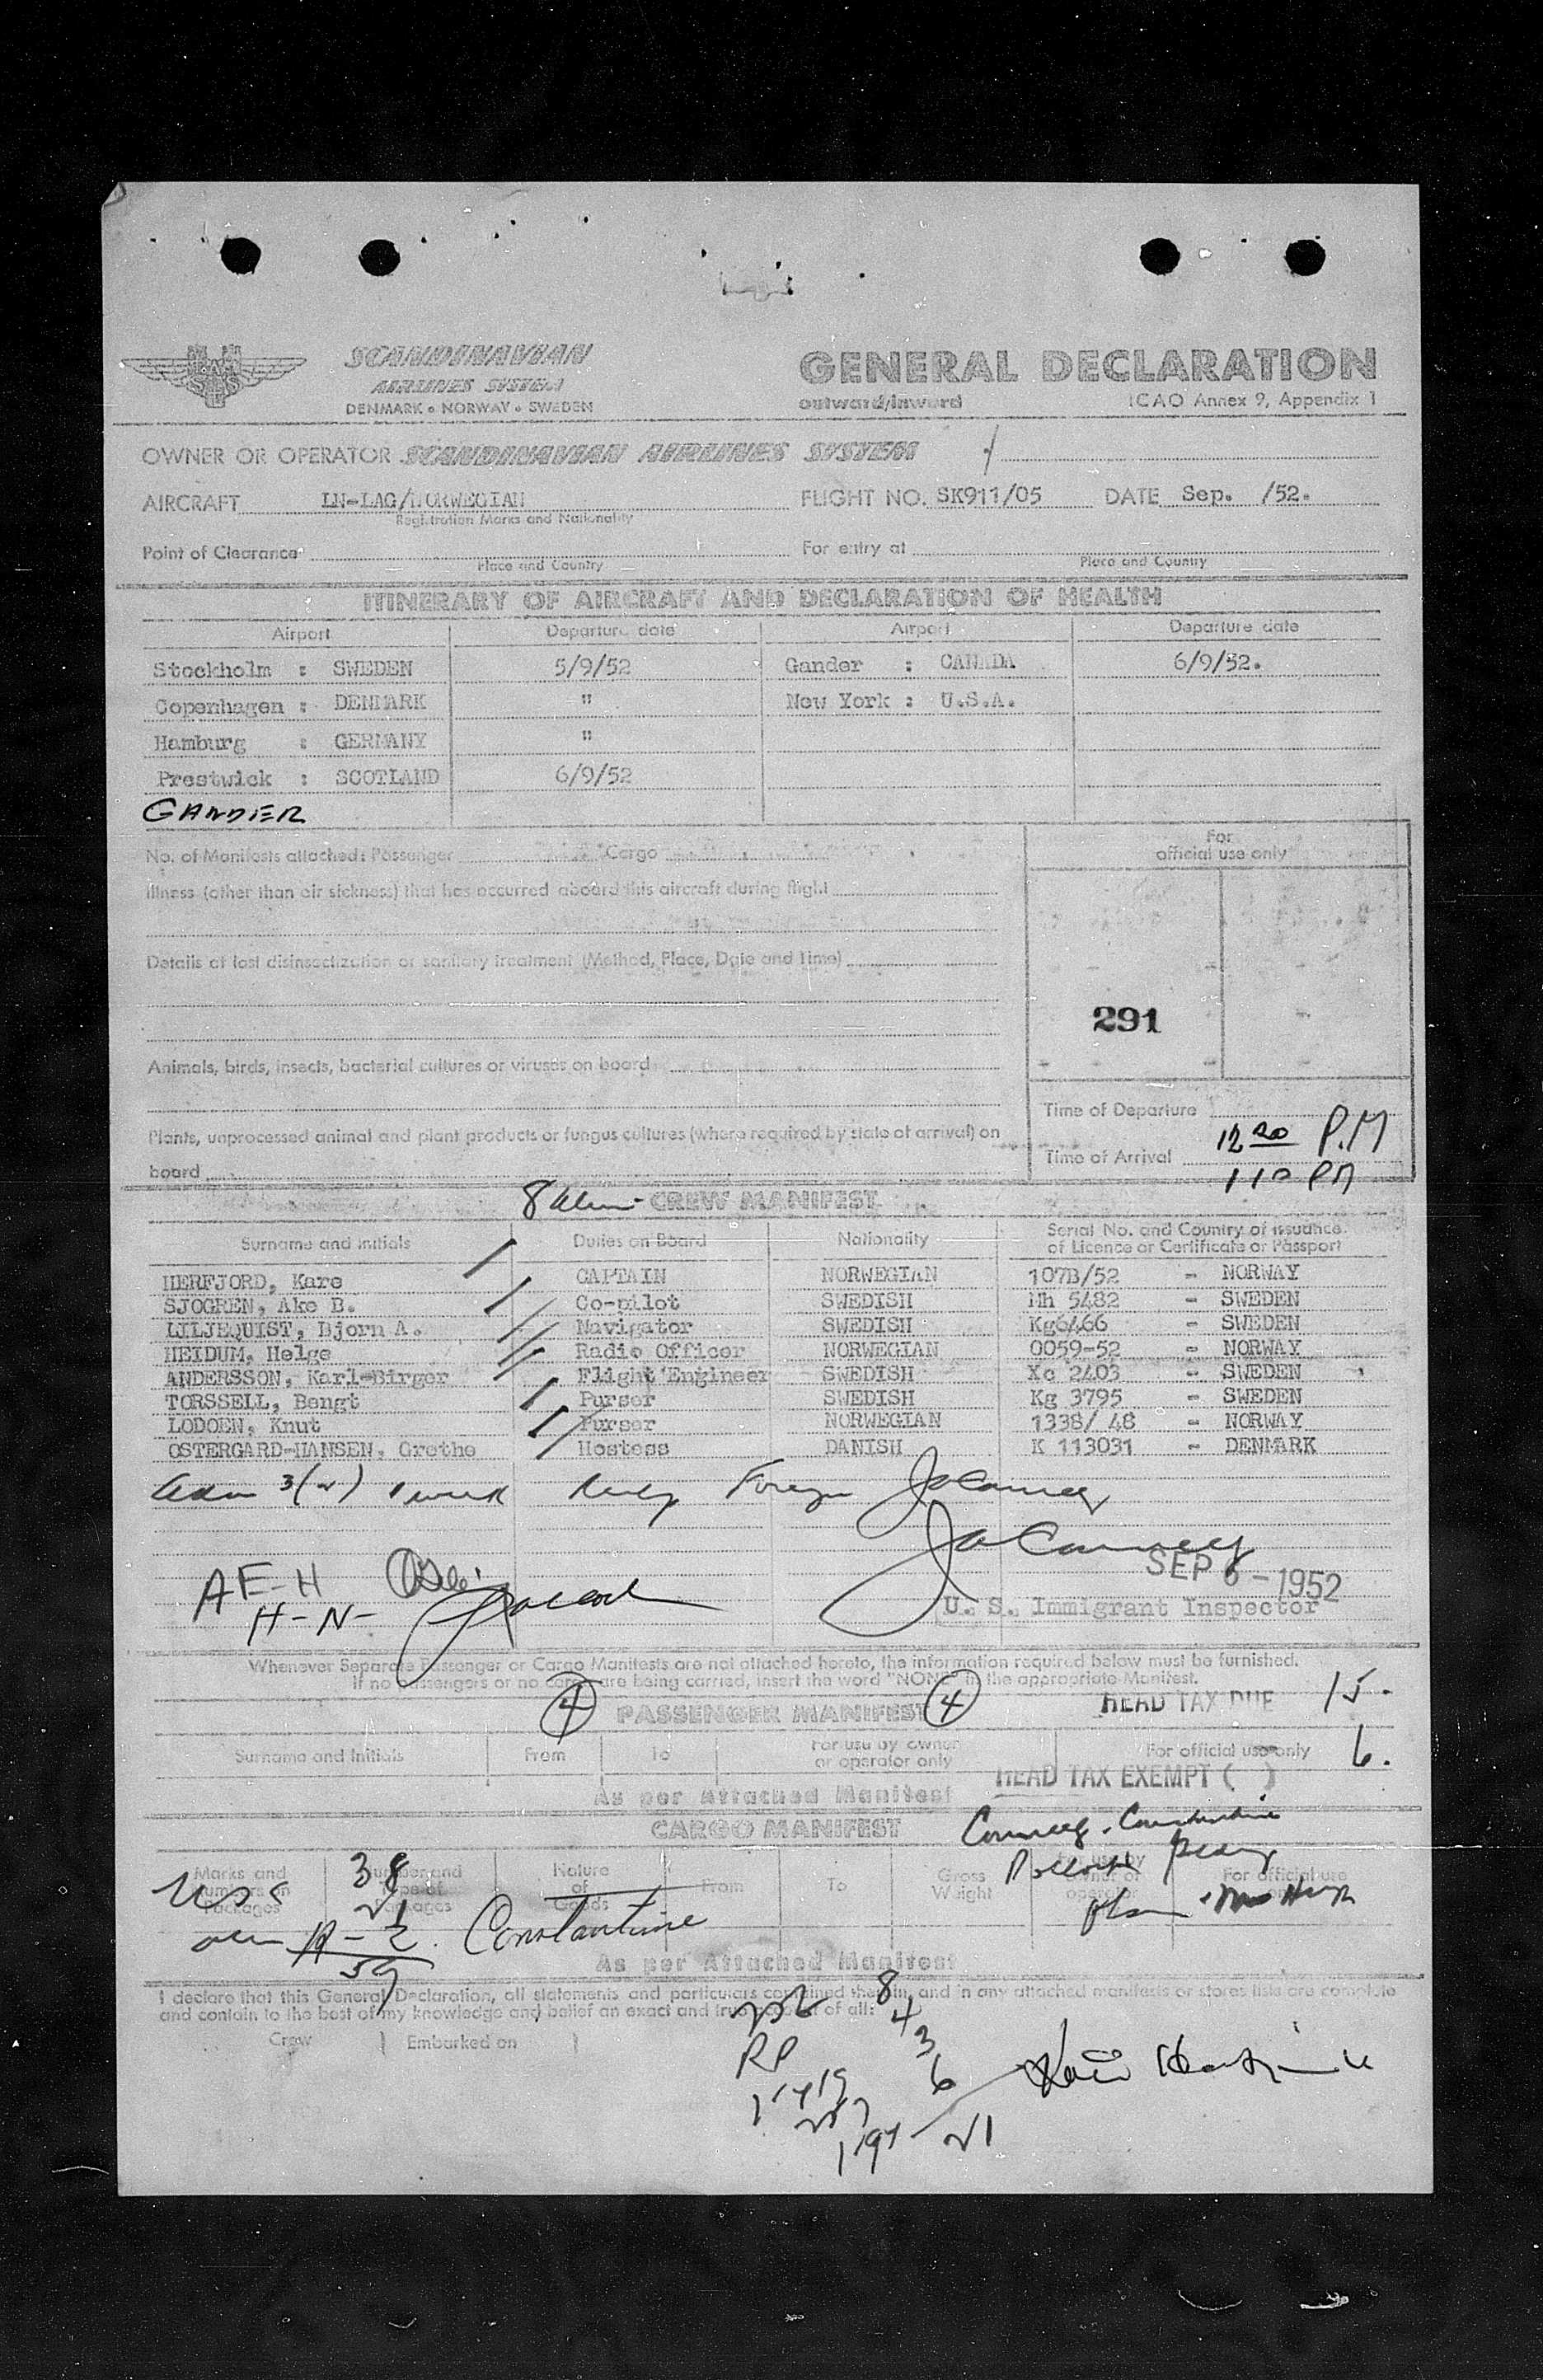 SCANDINAVIAN
AIRLINES SYSTEM
DENMARK • NORWAY • SWEDEN
GENERAL DECLARATION
outward/inward
ICAO Annex 9, Appendix 1
OWNER OR OPERATOR SCANDINAVIAN AIRLINES SYSTEM
AIRCRAFT LN-LAG/NORWEGIAN FLIGHT NO. SK911/05 DATE Sep. /52.
Registration Marks and Nationality
Point of Clearance For entry at
Place and Country Place and Country
ITINERARY OF AIRCRAFT AND DECLARATION OF HEALTH
Airport Departure date Airport Departure date
Stockholm : SWEDEN 5/9/52 Gander : CANADA 6/9/52.
Copenhagen : DENMARK " New York : U.S.A.
Hamburg : GERMANY "
Prestwick : SCOTLAND 6/9/52
GANDER
For
official use only
No. of Manifests attached: Passenger Cargo
Illness (other than air sickness) that has occurred aboard this aircraft during flight
Details of last disinsectization or sanitary treatment (Method, Place, Date and Time)
291
Animals, birds, insects, bacterial cultures or viruses on board
Time of Departure 12 20 P.M
Plants, unprocessed animal and plant products or fungus cultures (where required by state of arrival) on
board
Time of Arrival 1 10 PM
8 CREW MANIFEST
Surname and initials Duties on Board Nationality Serial No. and Country of issuance
of Licence or Certificate or Passport
HERFJORD, Kare CAPTAIN NORWEGIAN 107B/52 - NORWAY
SJOGREN, Ake B. Co-pilot SWEDISH Mh 5482 - SWEDEN
LILJEQUIST, Bjorn A. Navigator SWEDISH Kg6466 - SWEDEN
HEIDUM, Helge Radio Officer NORWEGIAN 0059-52 - NORWAY
ANDERSSON, Karl-Birger Flight Engineer SWEDISH Xc 2403 - SWEDEN
TORSSELL, Bengt Purser SWEDISH Kg 3795 - SWEDEN
LODOEN, Knut Purser NORWEGIAN 1338/ 48 - NORWAY
OSTERGARD-HANSEN, Grethe Hostess DANISH K 113031 - DENMARK
SEP 6 - 1952
AF-H
H-N-
U. S. Immigrant Inspector
Whenever Separate Passenger or Cargo Manifests are not attached hereto, the information required below must be furnished.
If no passengers or no cargo are being carried, insert the word "NONE" in the appropriate Manifest.
4 PASSENGER MANIFEST 4 HEAD TAX DUE 15.
Surname and Initials From To For use by owner
or operator only For official use only 6.
HEAD TAX EXEMPT ( )
As per Attached Manifest
CARGO MANIFEST
Marks and
Numbers on
Packages Number and
Type of
Packages Nature
of
Goods From To Gross
Weight For use by
owner or
operator For official use
38
21
Constantine
59
As per Attached Manifest
I declare that this General Declaration, all statements and particulars contained therein, and in any attached manifests or stores lists are complete
and contain to the best of my knowledge and belief an exact and true account of all:
Crew ) Embarked on )
8
4
3
RP 6
21